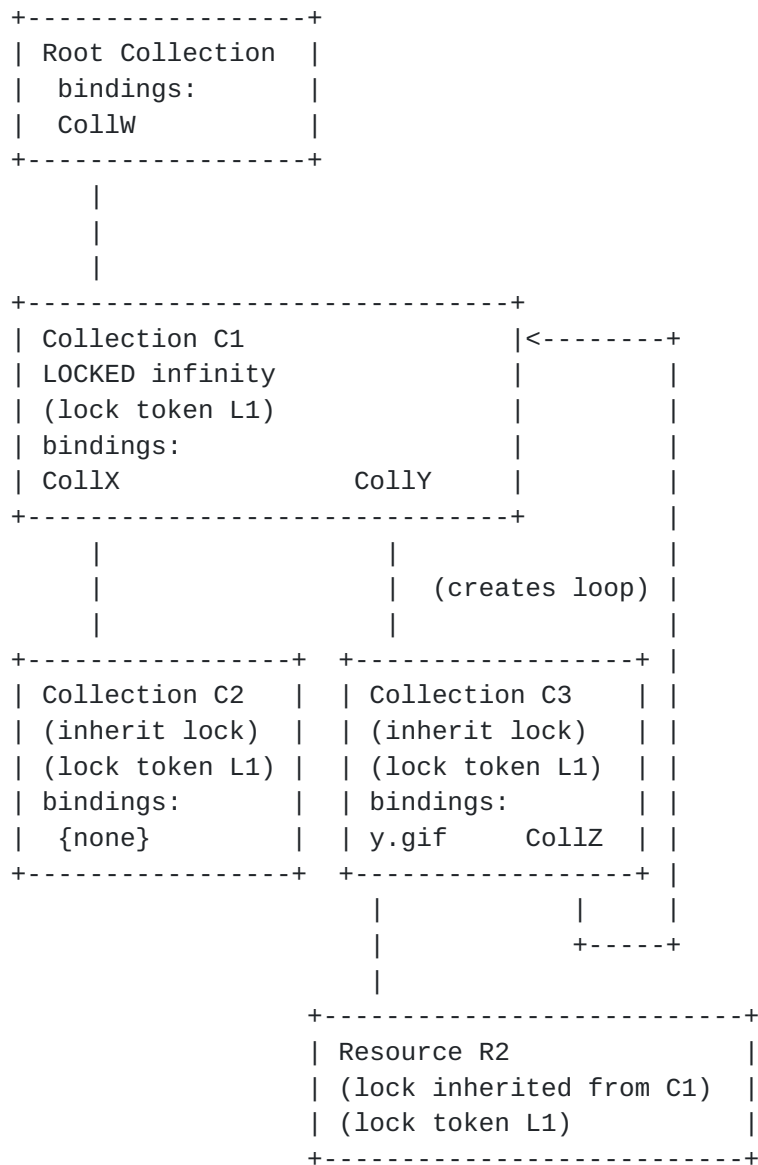 +------------------+
| Root Collection  |
|  bindings:       |
|  CollW           |
+------------------+
     |
     |
     |
+-------------------------------+
| Collection C1                 |<--------+
| LOCKED infinity               |         |
| (lock token L1)               |         |
| bindings:                     |         |
| CollX               CollY     |         |
+-------------------------------+         |
     |                  |                 |
     |                  |  (creates loop) |
     |                  |                 |
+-----------------+  +------------------+ |
| Collection C2   |  | Collection C3    | |
| (inherit lock)  |  | (inherit lock)   | |
| (lock token L1) |  | (lock token L1)  | |
| bindings:       |  | bindings:        | |
|  {none}         |  | y.gif     CollZ  | |
+-----------------+  +------------------+ |
                       |            |     |
                       |            +-----+
                       |
                   +---------------------------+
                   | Resource R2               |
                   | (lock inherited from C1)  |
                   | (lock token L1)           |
                   +---------------------------+